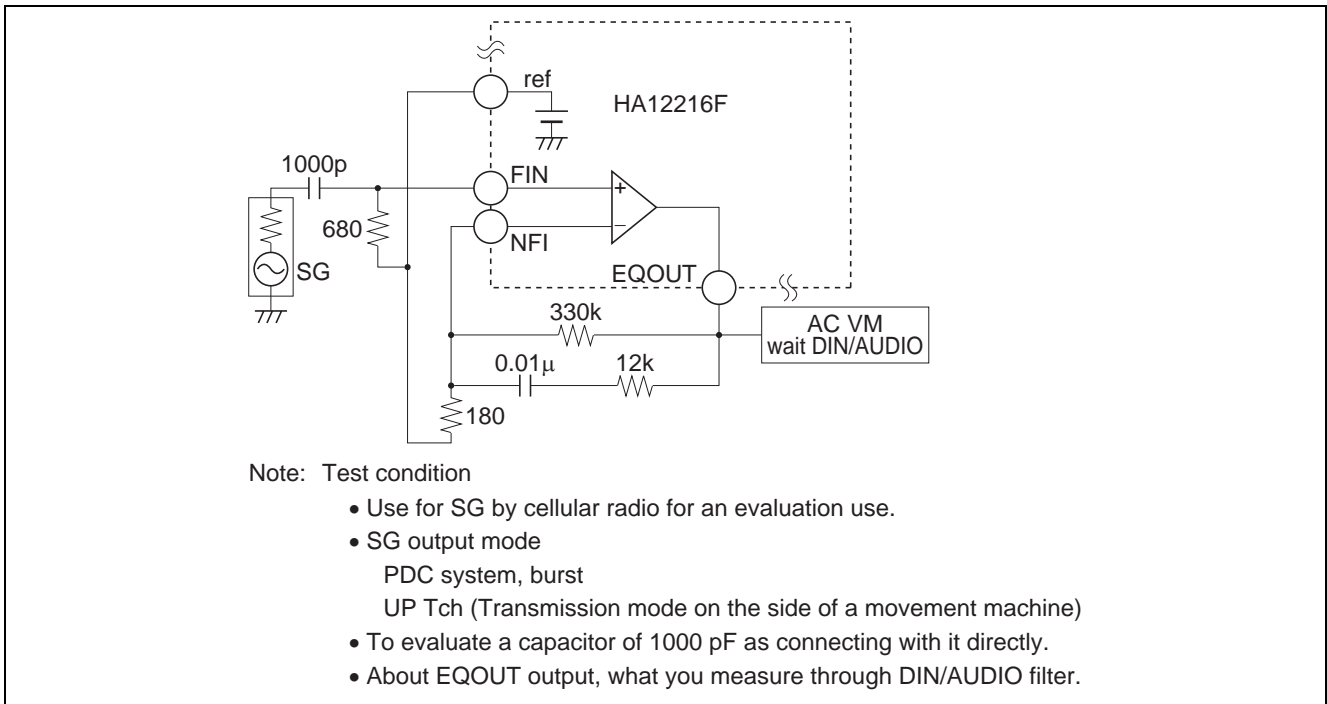 ref
HA12216F
1000p
FIN
680
NFI
SG
EQOUT
330k
AC VM
wait DIN/AUDIO
0.01μ
12k
180
Note: Test condition
• Use for SG by cellular radio for an evaluation use.
• SG output mode
PDC system, burst
UP Tch (Transmission mode on the side of a movement machine)
• To evaluate a capacitor of 1000 pF as connecting with it directly.
• About EQOUT output, what you measure through DIN/AUDIO filter.